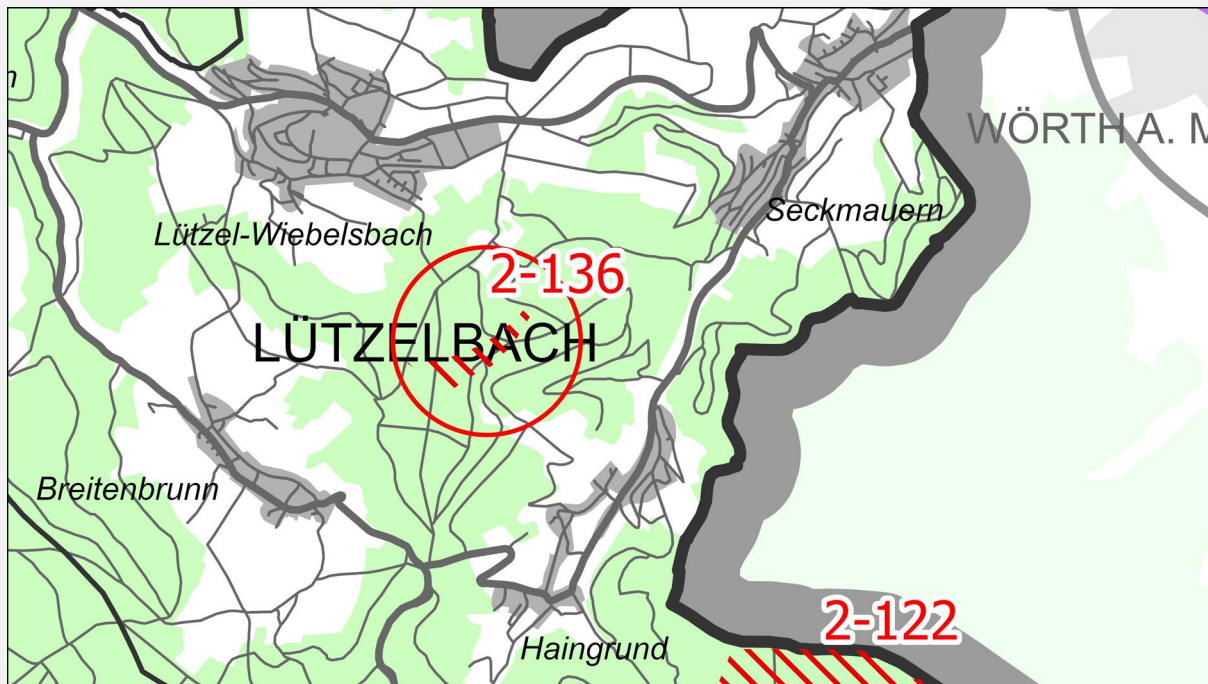 n
WÖRTH A. M
Seckmauern
Lützel-Wiebelsbach
2-136
LÜTZELBACH
Breitenbrunn
2-122
Haingrund